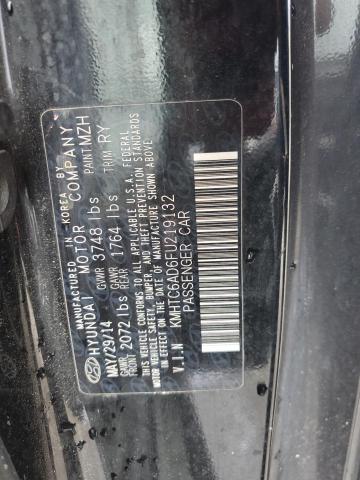 MANUFACTURED IN KOREA BY
HYUNDAI MOTOR COMPANY
MAY/29/14 GVWR 3748 lbs PAINT MZH
GAWR FRONT 2072 lbs GAWR REAR 1764 lbs TRIM RY
THIS VEHICLE CONFORMS TO ALL APPLICABLE U.S.A. FEDERAL
MOTOR VEHICLE SAFETY, BUMPER, AND THEFT PREVENTION STANDARDS
IN EFFECT ON THE DATE OF MANUFACTURE SHOWN ABOVE
V.I.N KMHTC6AD6FU219132
PASSENGER CAR